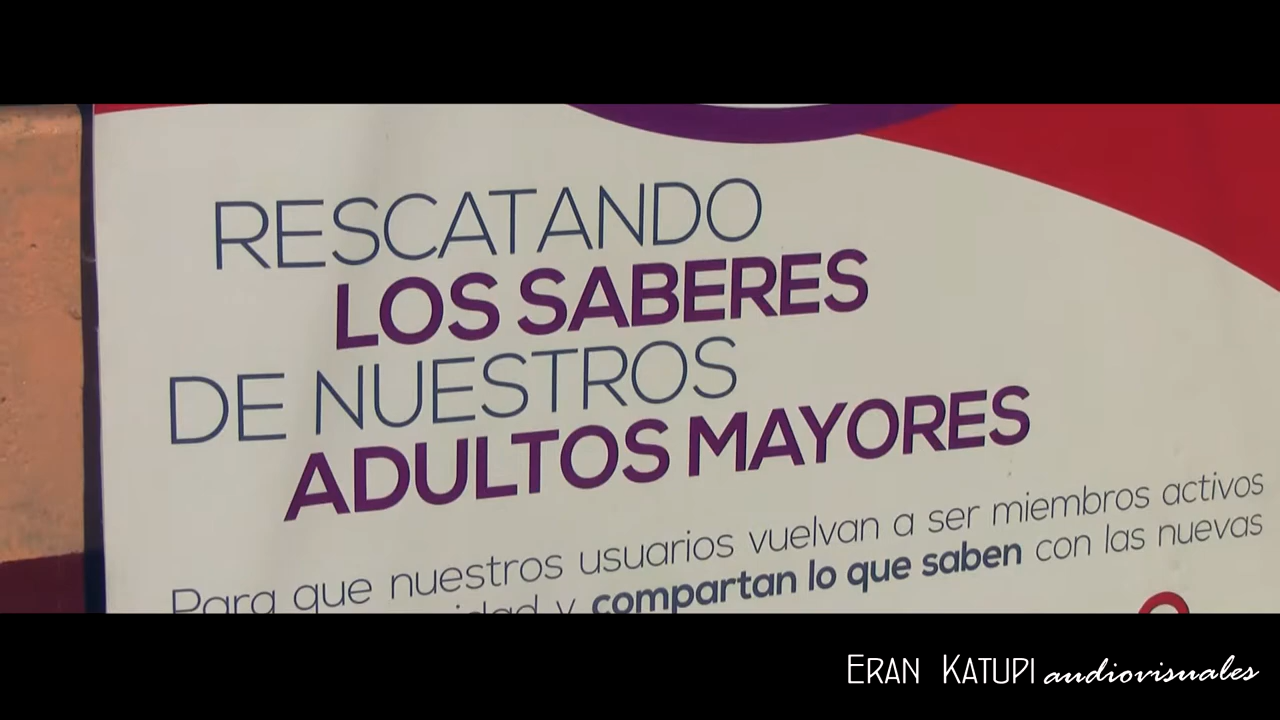 RESCATANDO
LOS SABERES
DE NUESTROS
ADULTOS MAYORES
Para que nuestros usuarios vuelvan a ser miembros activos
y compartan lo que saben con las nuevas
ERAN KATUPI audiovisuales